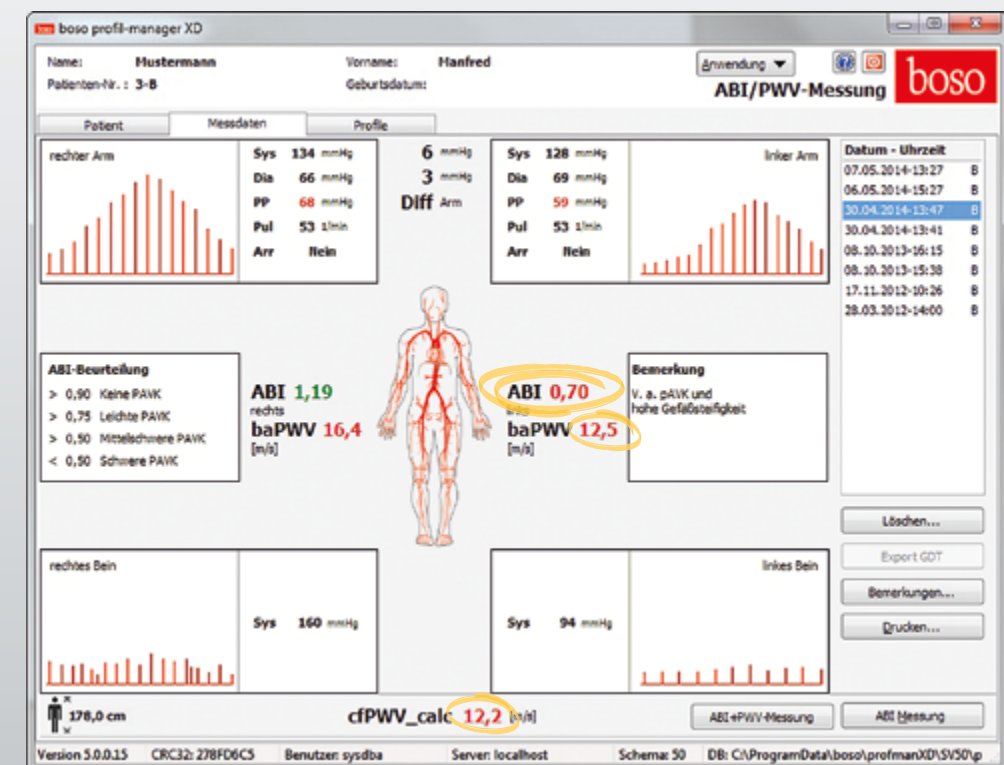 boso boso profil-manager XD
Name: Mustermann Vorname: Manfred
Patienten-Nr. : 3-8 Geburtsdatum:
Anwendung
ABI/PWV-Messung
boso
Patient Messdaten Profile
rechter Arm
Sys 134 mmHg
Dia 66 mmHg
PP 68 mmHg
Pul 53 1/min
Arr Nein
6 mmHg
3 mmHg
Diff Arm
Sys 128 mmHg
Dia 69 mmHg
PP 59 mmHg
Pul 53 1/min
Arr Nein
linker Arm
Datum - Uhrzeit
07.05.2014-13:27 B
06.05.2014-15:27 B
30.04.2014-13:47 B
30.04.2014-13:41 B
08.10.2013-16:15 B
08.10.2013-15:38 B
17.11.2012-10:26 B
28.03.2012-14:00 B
ABI-Beurteilung
> 0,90 Keine PAVK
> 0,75 Leichte PAVK
> 0,50 Mittelschwere PAVK
< 0,50 Schwere PAVK
ABI 1,19
rechts
baPWV 16,4
[m/s]
ABI 0,70
links
baPWV 12,5
[m/s]
Bemerkung
V. a. pAVK und
hohe Gefäßsteifigkeit
Löschen...
Export GDT
Bemerkungen...
Drucken...
rechtes Bein
Sys 160 mmHg
Sys 94 mmHg
linkes Bein
178,0 cm
cfPWV_calc 12,2 [m/s]
ABI+PWV-Messung
ABI Messung
Version 5.0.0.15 CRC32: 278FD6C5 Benutzer: sysdba Server: localhost Schema: 50 DB: C:\ProgramData\boso\profmanXD\SV50\p